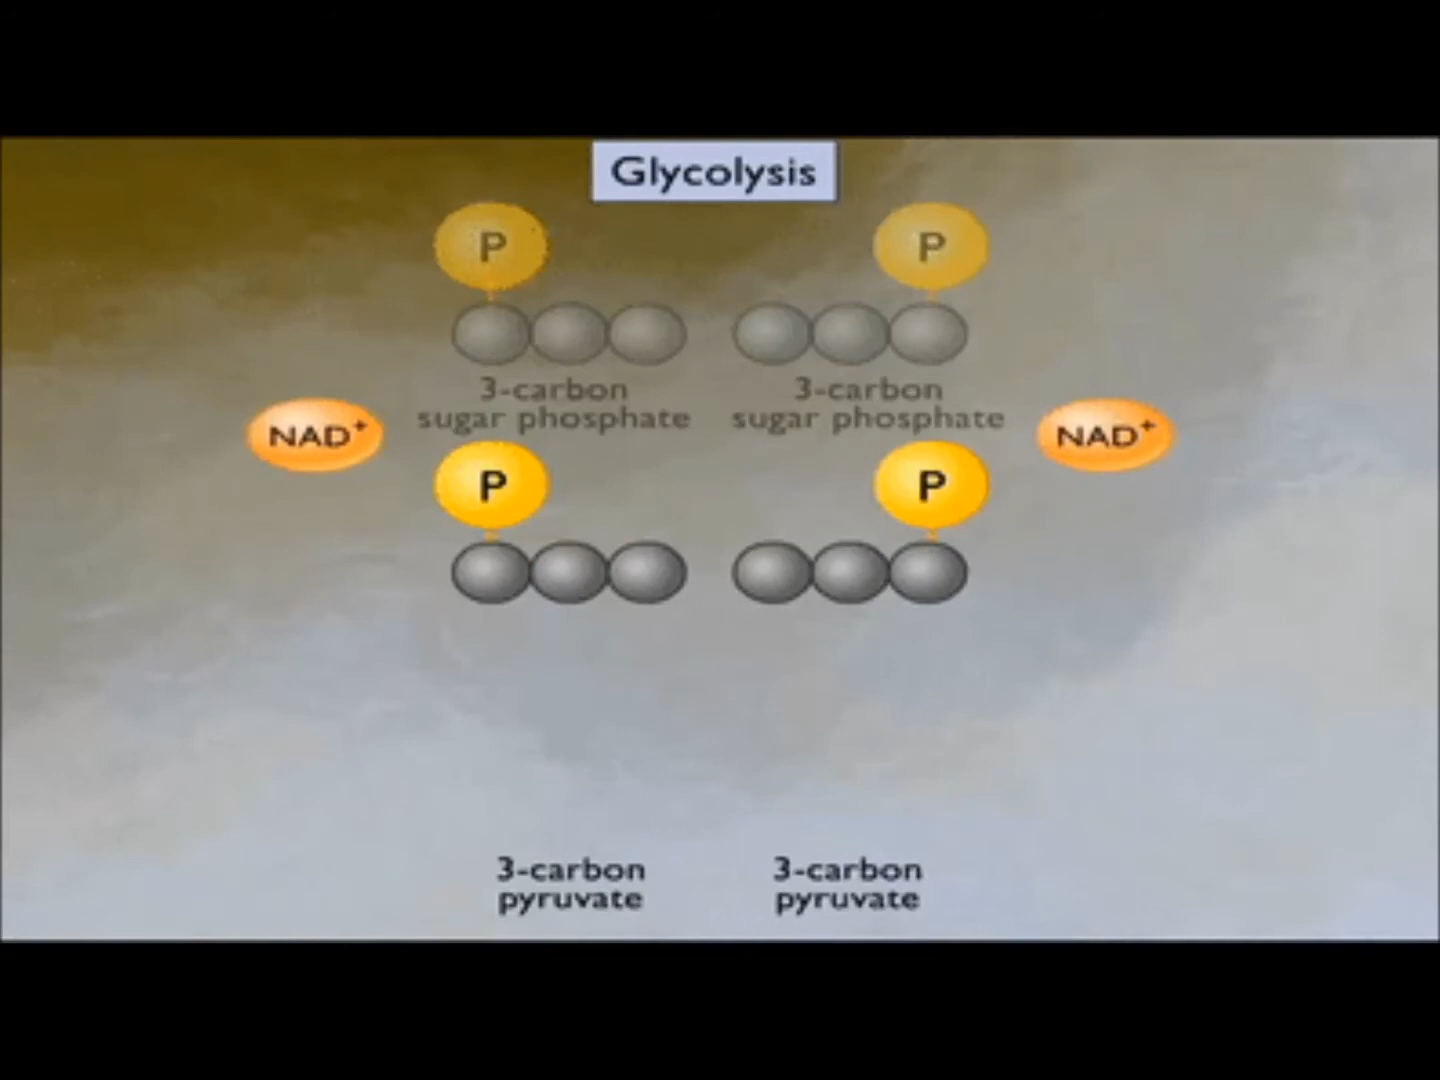 Glycolysis
P P
3-carbon 3-carbon
sugar phosphate sugar phosphate
NAD+ NAD+
P P
3-carbon 3-carbon
pyruvate pyruvate